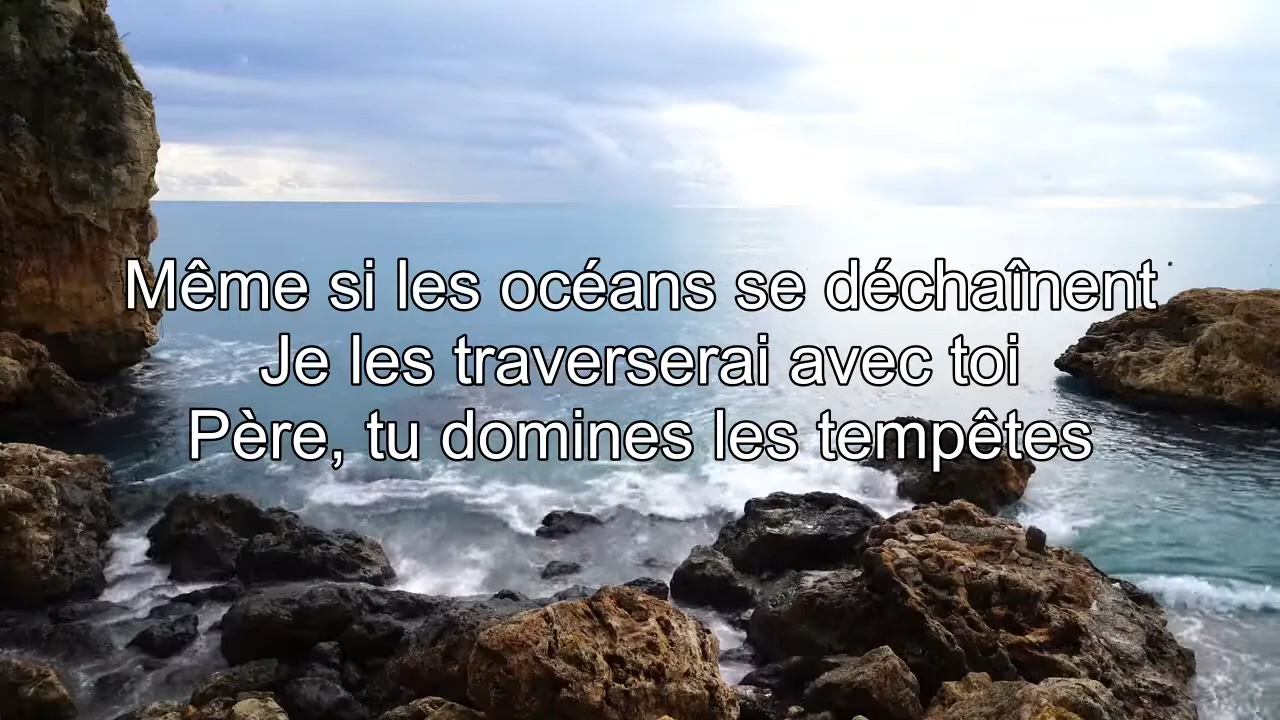 Même si les océans se déchaînent
Je les traverserai avec toi
Père, tu domines les tempêtes